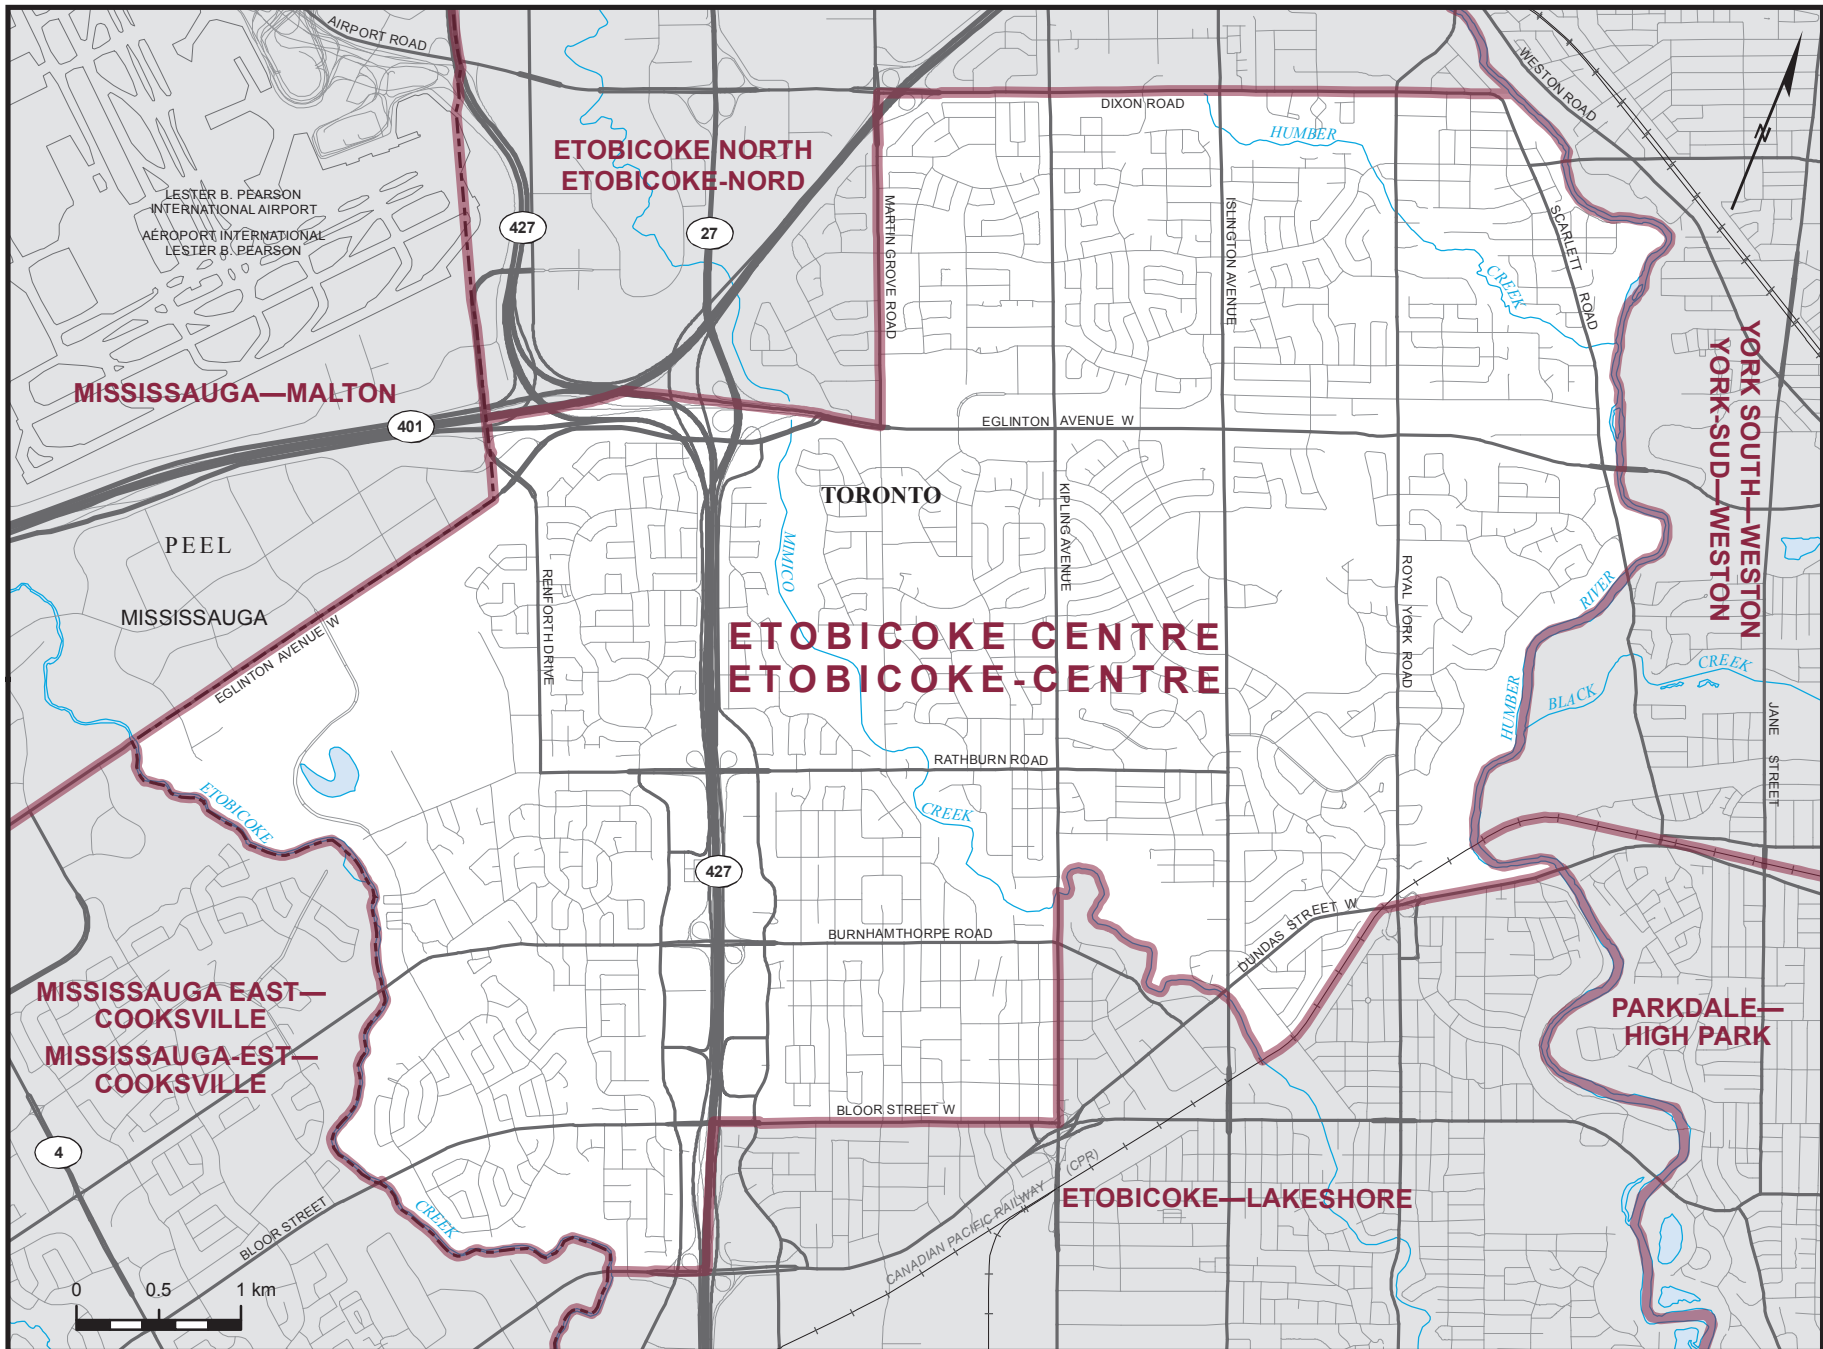 AIRPORT ROAD
WESTON ROAD
DIXON ROAD
HUMBER
N
ETOBICOKE NORTH
ETOBICOKE-NORD
LESTER B. PEARSON
INTERNATIONAL AIRPORT
AÉROPORT INTERNATIONAL
LESTER B. PEARSON
427
27
MARTIN GROVE ROAD
ISLINGTON AVENUE
SCARLETT ROAD
CREEK
YORK SOUTH—WESTON
YORK-SUD—WESTON
MISSISSAUGA—MALTON
401
EGLINTON AVENUE W
TORONTO
KIPLING AVENUE
PEEL
MIMICO
RENFORTH DRIVE
ROYAL YORK ROAD
RIVER
MISSISSAUGA
EGLINTON AVENUE W
ETOBICOKE CENTRE
ETOBICOKE-CENTRE
HUMBER
BLACK
CREEK
JANE STREET
RATHBURN ROAD
ETOBICOKE
CREEK
427
DUNDAS STREET W
BURNHAMTHORPE ROAD
MISSISSAUGA EAST—
COOKSVILLE
MISSISSAUGA-EST—
COOKSVILLE
PARKDALE—
HIGH PARK
BLOOR STREET W
4
(CPR)
CANADIAN PACIFIC RAILWAY
ETOBICOKE—LAKESHORE
CREEK
BLOOR STREET
0 0.5 1 km